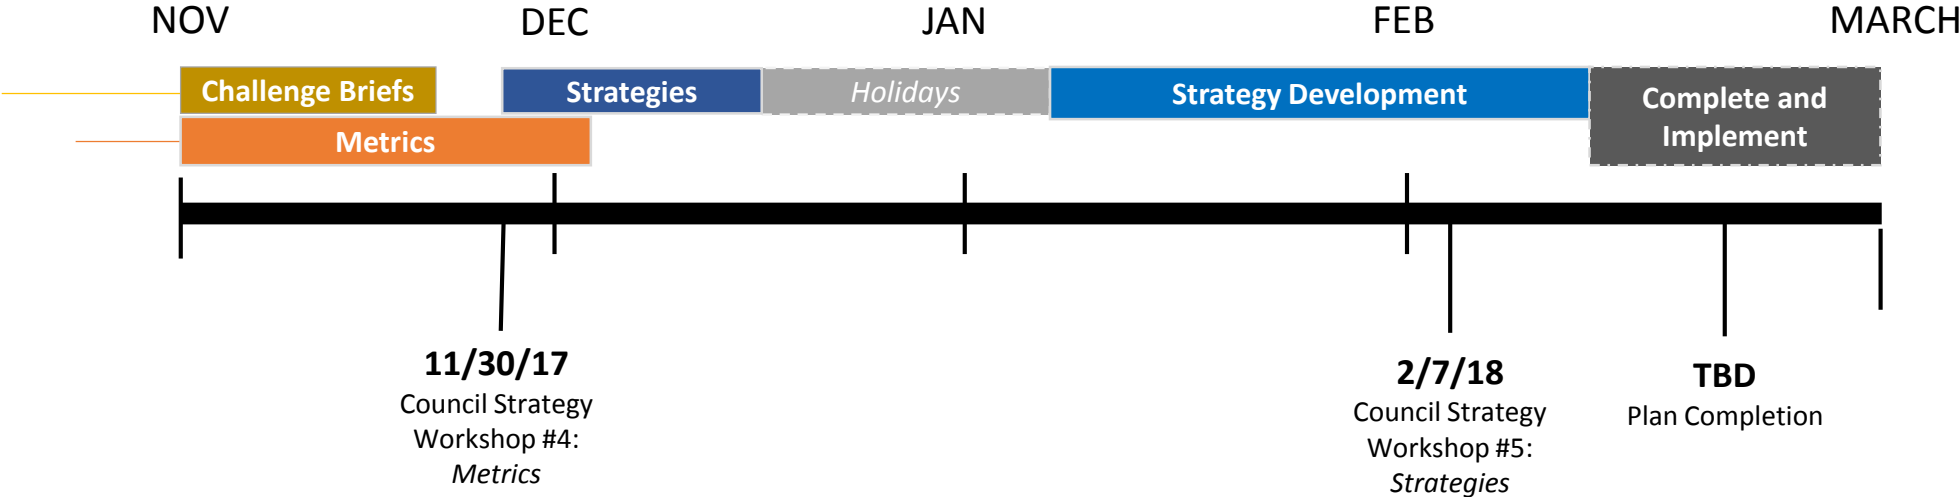 NOV
DEC
JAN
FEB
MARCH
Challenge Briefs
Strategies
Holidays
Strategy Development
Complete and
Implement
Metrics
11/30/17
Council Strategy
Workshop #4:
Metrics
2/7/18
Council Strategy
Workshop #5:
Strategies
TBD
Plan Completion